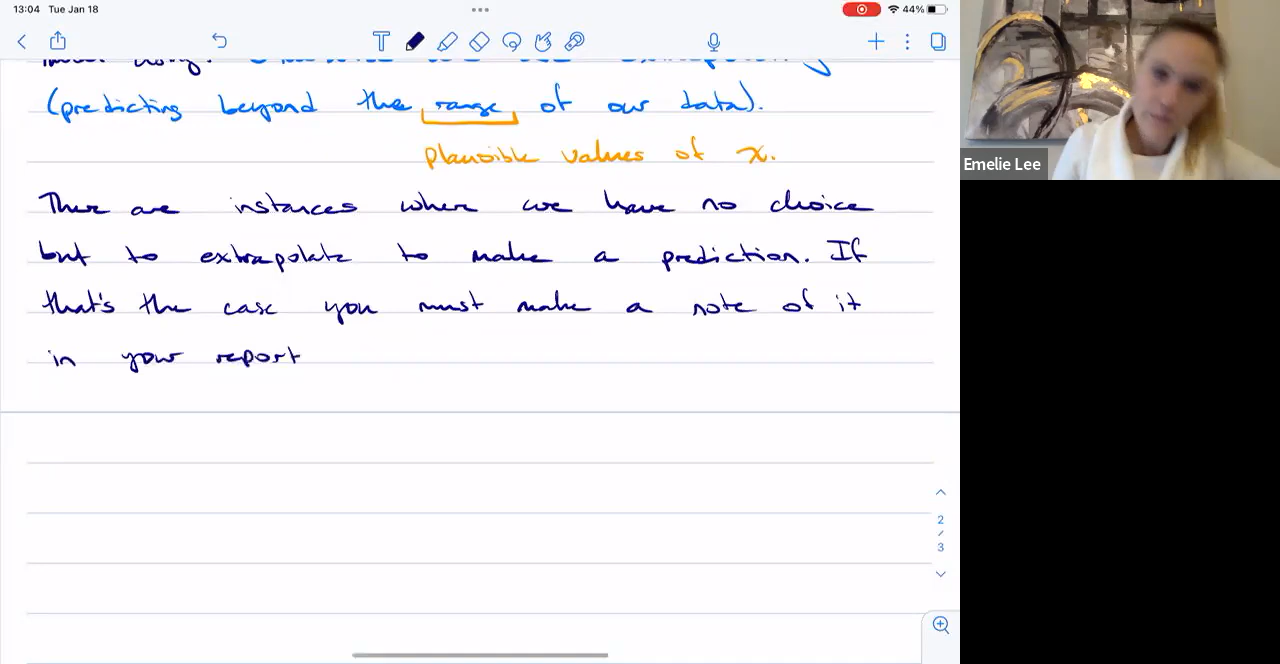 13:04 Tue Jan 18
44%
(predicting beyond the range of our data).
plausible values of x.
There are instances where we have no choice
but to extrapolate to make a prediction. If
that's the case you must make a note of it
in your report
2
/
3
Emelie Lee